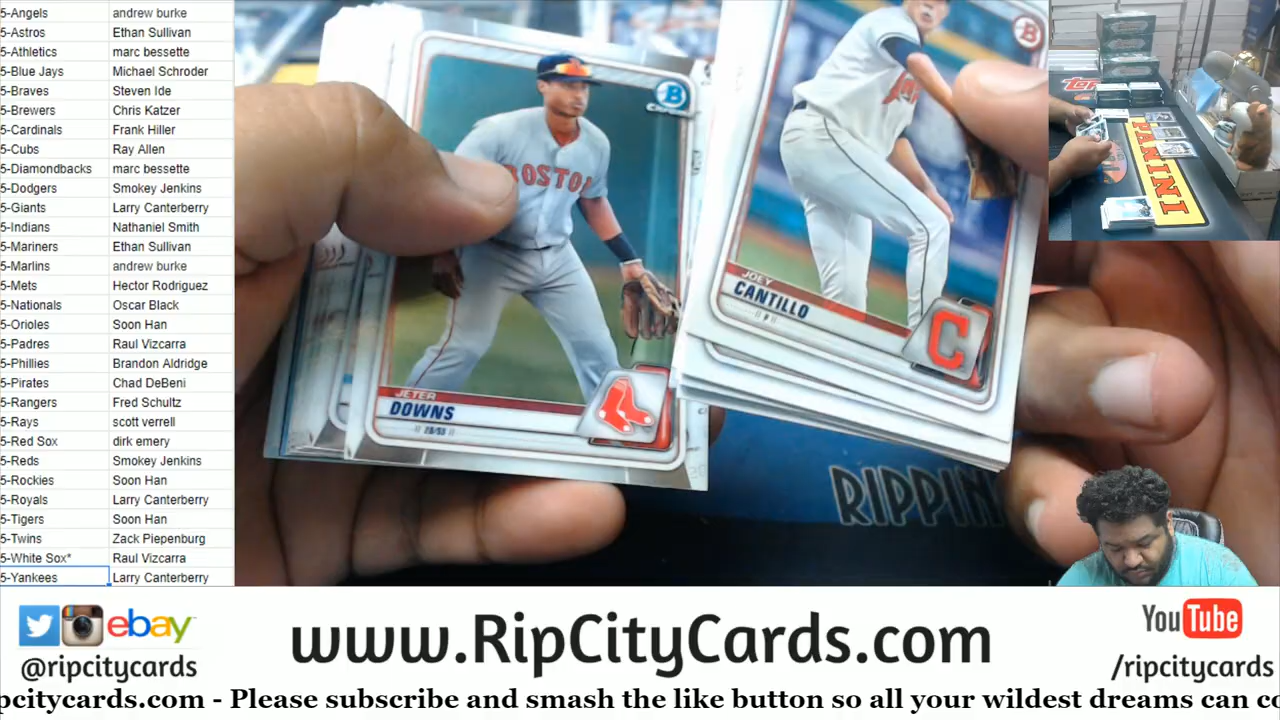 5-Angels andrew burke
5-Astros Ethan Sullivan
5-Athletics marc bessette
5-Blue Jays Michael Schroder
5-Braves Steven Ide
5-Brewers Chris Katzer
5-Cardinals Frank Hiller
5-Cubs Ray Allen
5-Diamondbacks marc bessette
5-Dodgers Smokey Jenkins
5-Giants Larry Canterberry
5-Indians Nathaniel Smith
5-Mariners Ethan Sullivan
5-Marlins andrew burke
5-Mets Hector Rodriguez
5-Nationals Oscar Black
5-Orioles Soon Han
5-Padres Raul Vizcarra
5-Phillies Brandon Aldridge
5-Pirates Chad DeBeni
5-Rangers Fred Schultz
5-Rays scott verrell
5-Red Sox dirk emery
5-Reds Smokey Jenkins
5-Rockies Soon Han
5-Royals Larry Canterberry
5-Tigers Soon Han
5-Twins Zack Piepenburg
5-White Sox* Raul Vizcarra
5-Yankees Larry Canterberry
B
CHROME
BOSTON
JETER
DOWNS
B
JOEY
CANTILLO
P
C
RIPPIN
Topps
PANINI
ebay
@ripcitycards
www.RipCityCards.com
YouTube
/ripcitycards
pcitycards.com - Please subscribe and smash the like button so all your wildest dreams can co